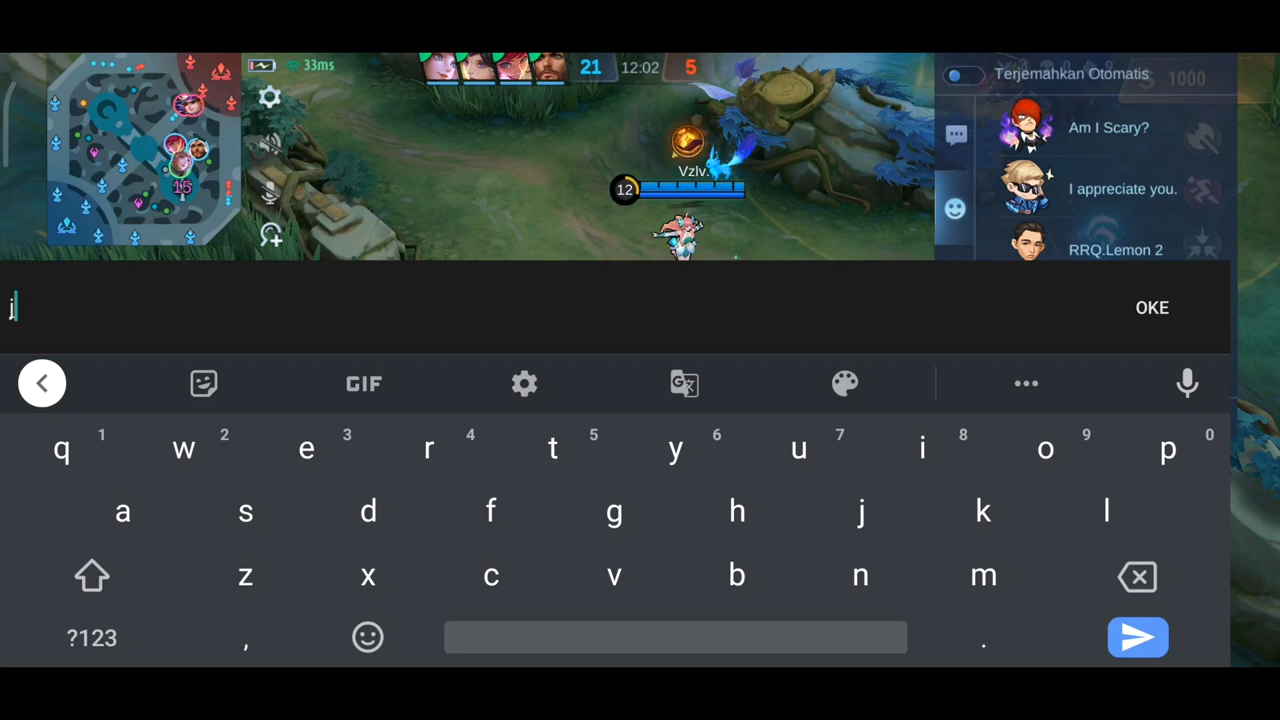 33ms
21 12:02 5
Terjemahkan Otomatis
1000
Am I Scary?
15
Vzlv.
12
I appreciate you.
RRQ.Lemon 2
j
OKE
GIF
q 1 w 2 e 3 r 4 t 5 y 6 u 7 i 8 o 9 p 0
a s d f g h j k l
z x c v b n m
?123 , .